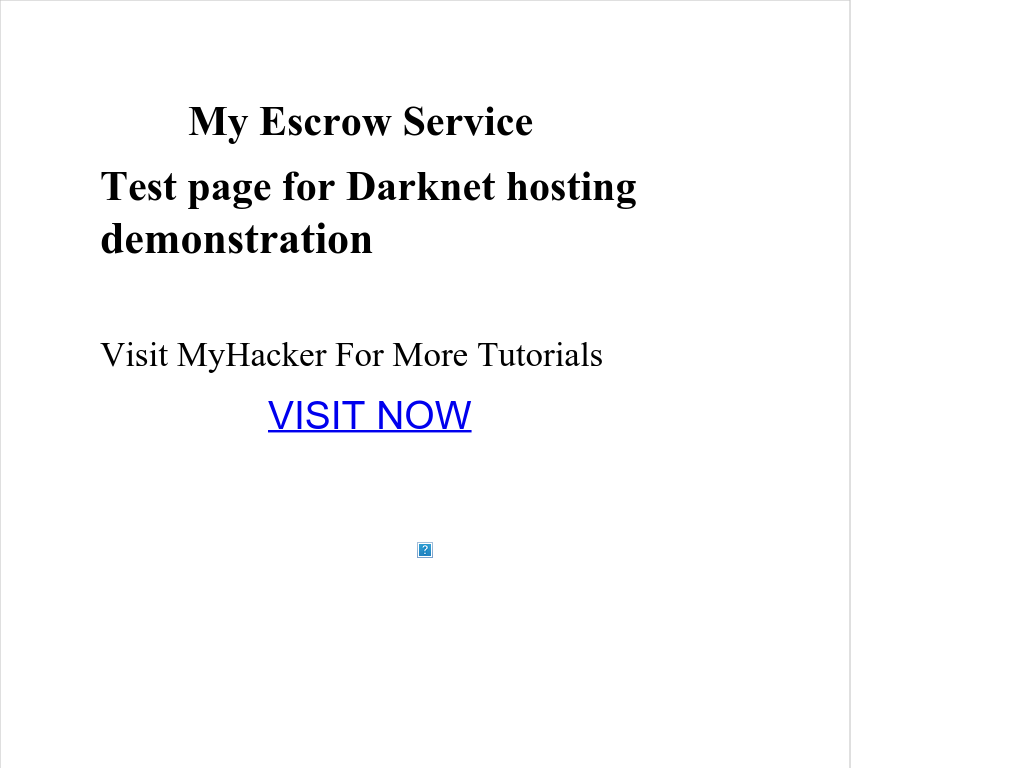 My Escrow Service
Test page for Darknet hosting
demonstration
Visit MyHacker For More Tutorials
VISIT NOW
?